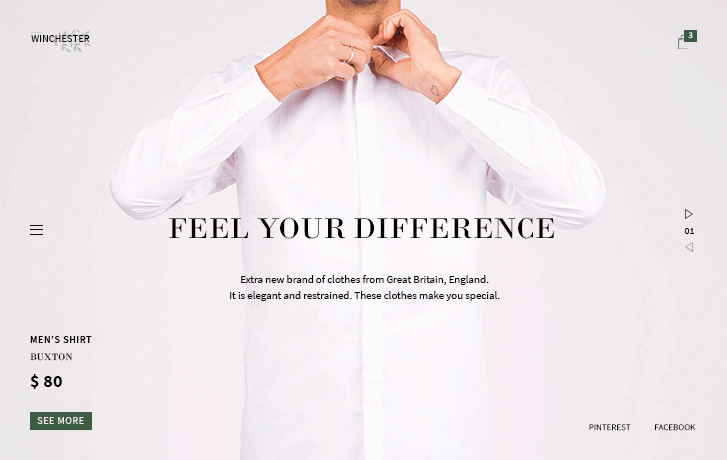 WINCHESTER
3
FEEL YOUR DIFFERENCE
01
Extra new brand of clothes from Great Britain, England.
It is elegant and restrained. These clothes make you special.
MEN'S SHIRT
BUXTON
$ 80
SEE MORE
PINTEREST FACEBOOK